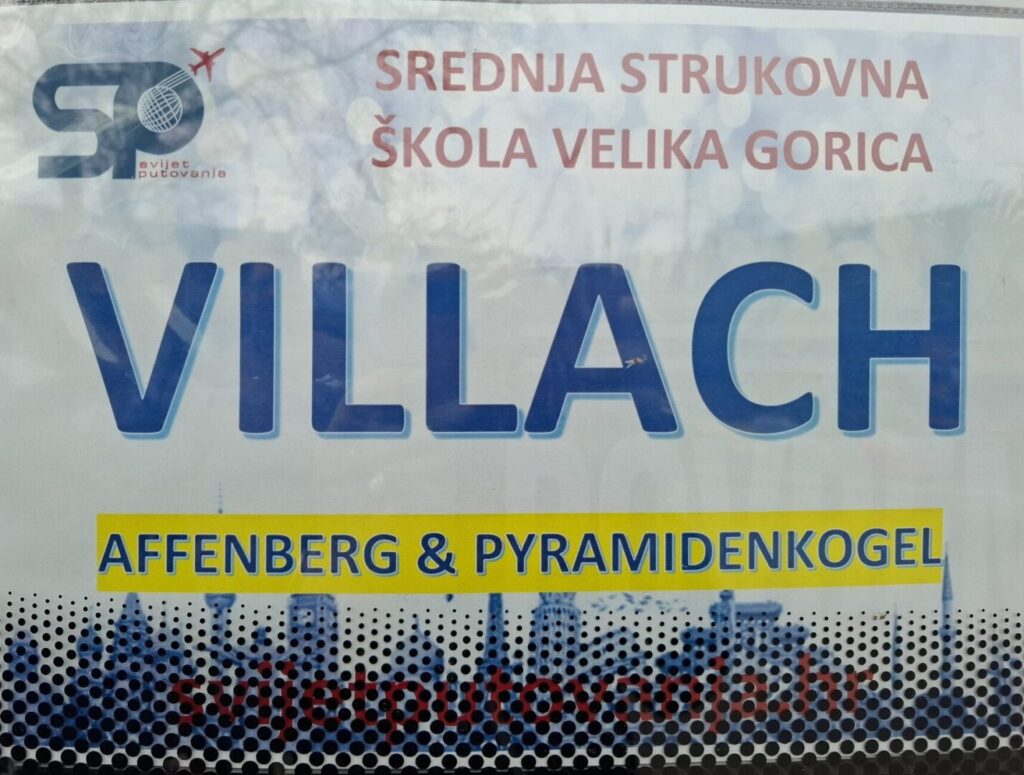 SP
svijet
putovanja
SREDNJA STRUKOVNA
ŠKOLA VELIKA GORICA
VILLACH
AFFENBERG & PYRAMIDENKOGEL
svijetputovanja.hr